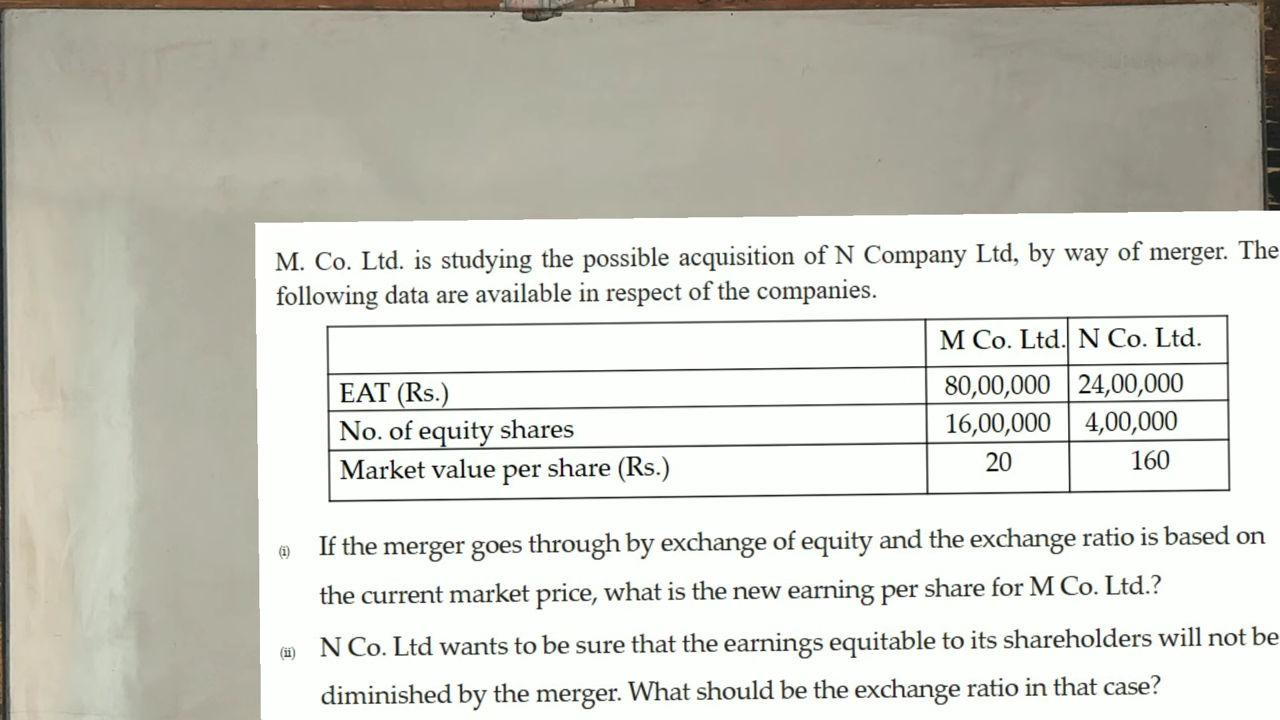 M. Co. Ltd. is studying the possible acquisition of N Company Ltd, by way of merger. The
following data are available in respect of the companies.
M Co. Ltd. N Co. Ltd.
EAT (Rs.) 80,00,000 24,00,000
No. of equity shares 16,00,000 4,00,000
Market value per share (Rs.) 20 160
(i) If the merger goes through by exchange of equity and the exchange ratio is based on
the current market price, what is the new earning per share for M Co. Ltd.?
(ii) N Co. Ltd wants to be sure that the earnings equitable to its shareholders will not be
diminished by the merger. What should be the exchange ratio in that case?